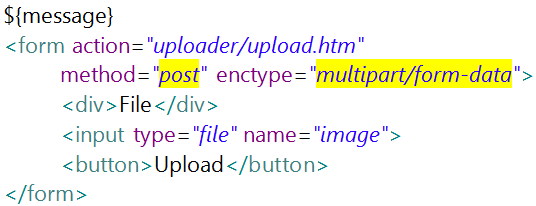 ${message}
<form action="uploader/upload.htm"
method="post" enctype="multipart/form-data">
<div>File</div>
<input type="file" name="image">
<button>Upload</button>
</form>